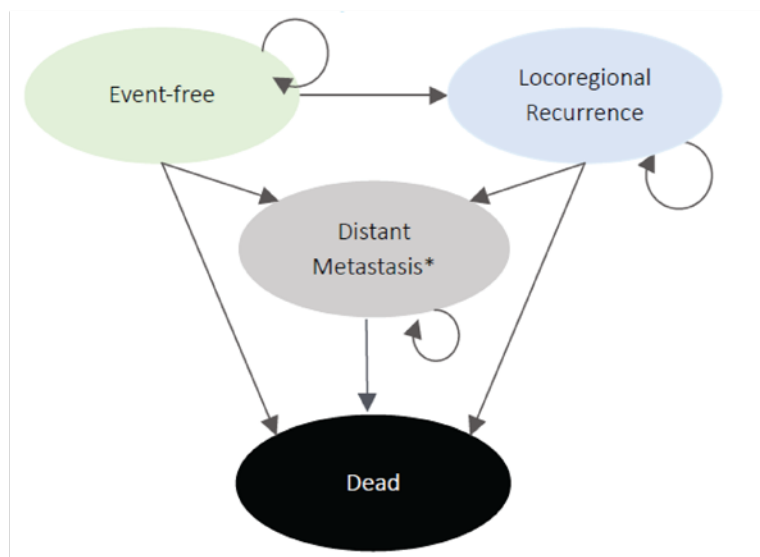 Event-free
Locoregional
Recurrence
Distant
Metastasis*
Dead